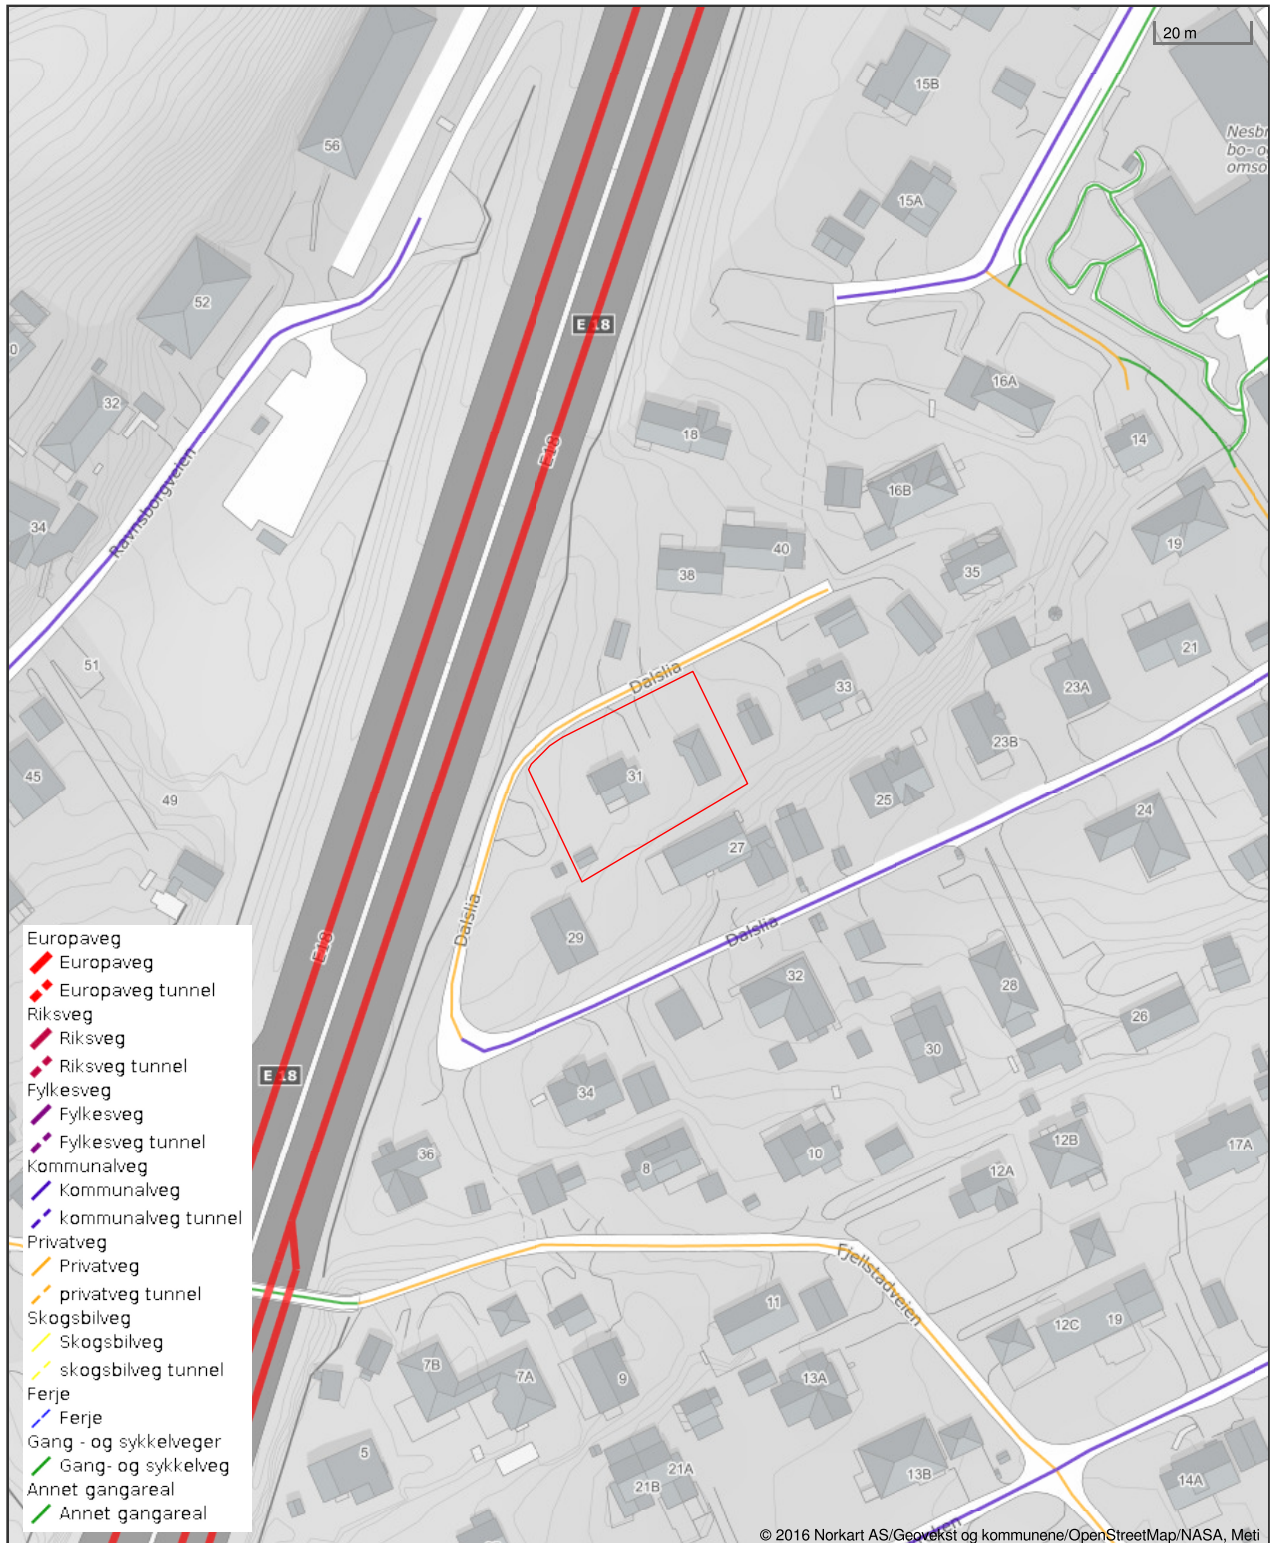 20 m
15B
Nesbr
bo- o
omso
56
15A
52
E 18
0
32
16A
18
E18
14
16B
34
Ravnsborgveien
19
40
35
38
21
51
Dalslia
33
23A
23B
31
45
49
25
24
27
Dalslia
Dalslia
29
E18
32
28
26
30
E 18
34
12B
17A
36
8
10
12A
Fjellstadveien
11
12C
19
7B
7A
9
13A
5
21A
21B
13B
14A
Europaveg
Europaveg
Europaveg tunnel
Riksveg
Riksveg
Riksveg tunnel
Fylkesveg
Fylkesveg
Fylkesveg tunnel
Kommunalveg
Kommunalveg
kommunalveg tunnel
Privatveg
Privatveg
privatveg tunnel
Skogsbilveg
Skogsbilveg
skogsbilveg tunnel
Ferje
Ferje
Gang - og sykkelveger
Gang- og sykkelveg
Annet gangareal
Annet gangareal
© 2016 Norkart AS/Geovekst og kommunene/OpenStreetMap/NASA, Meti